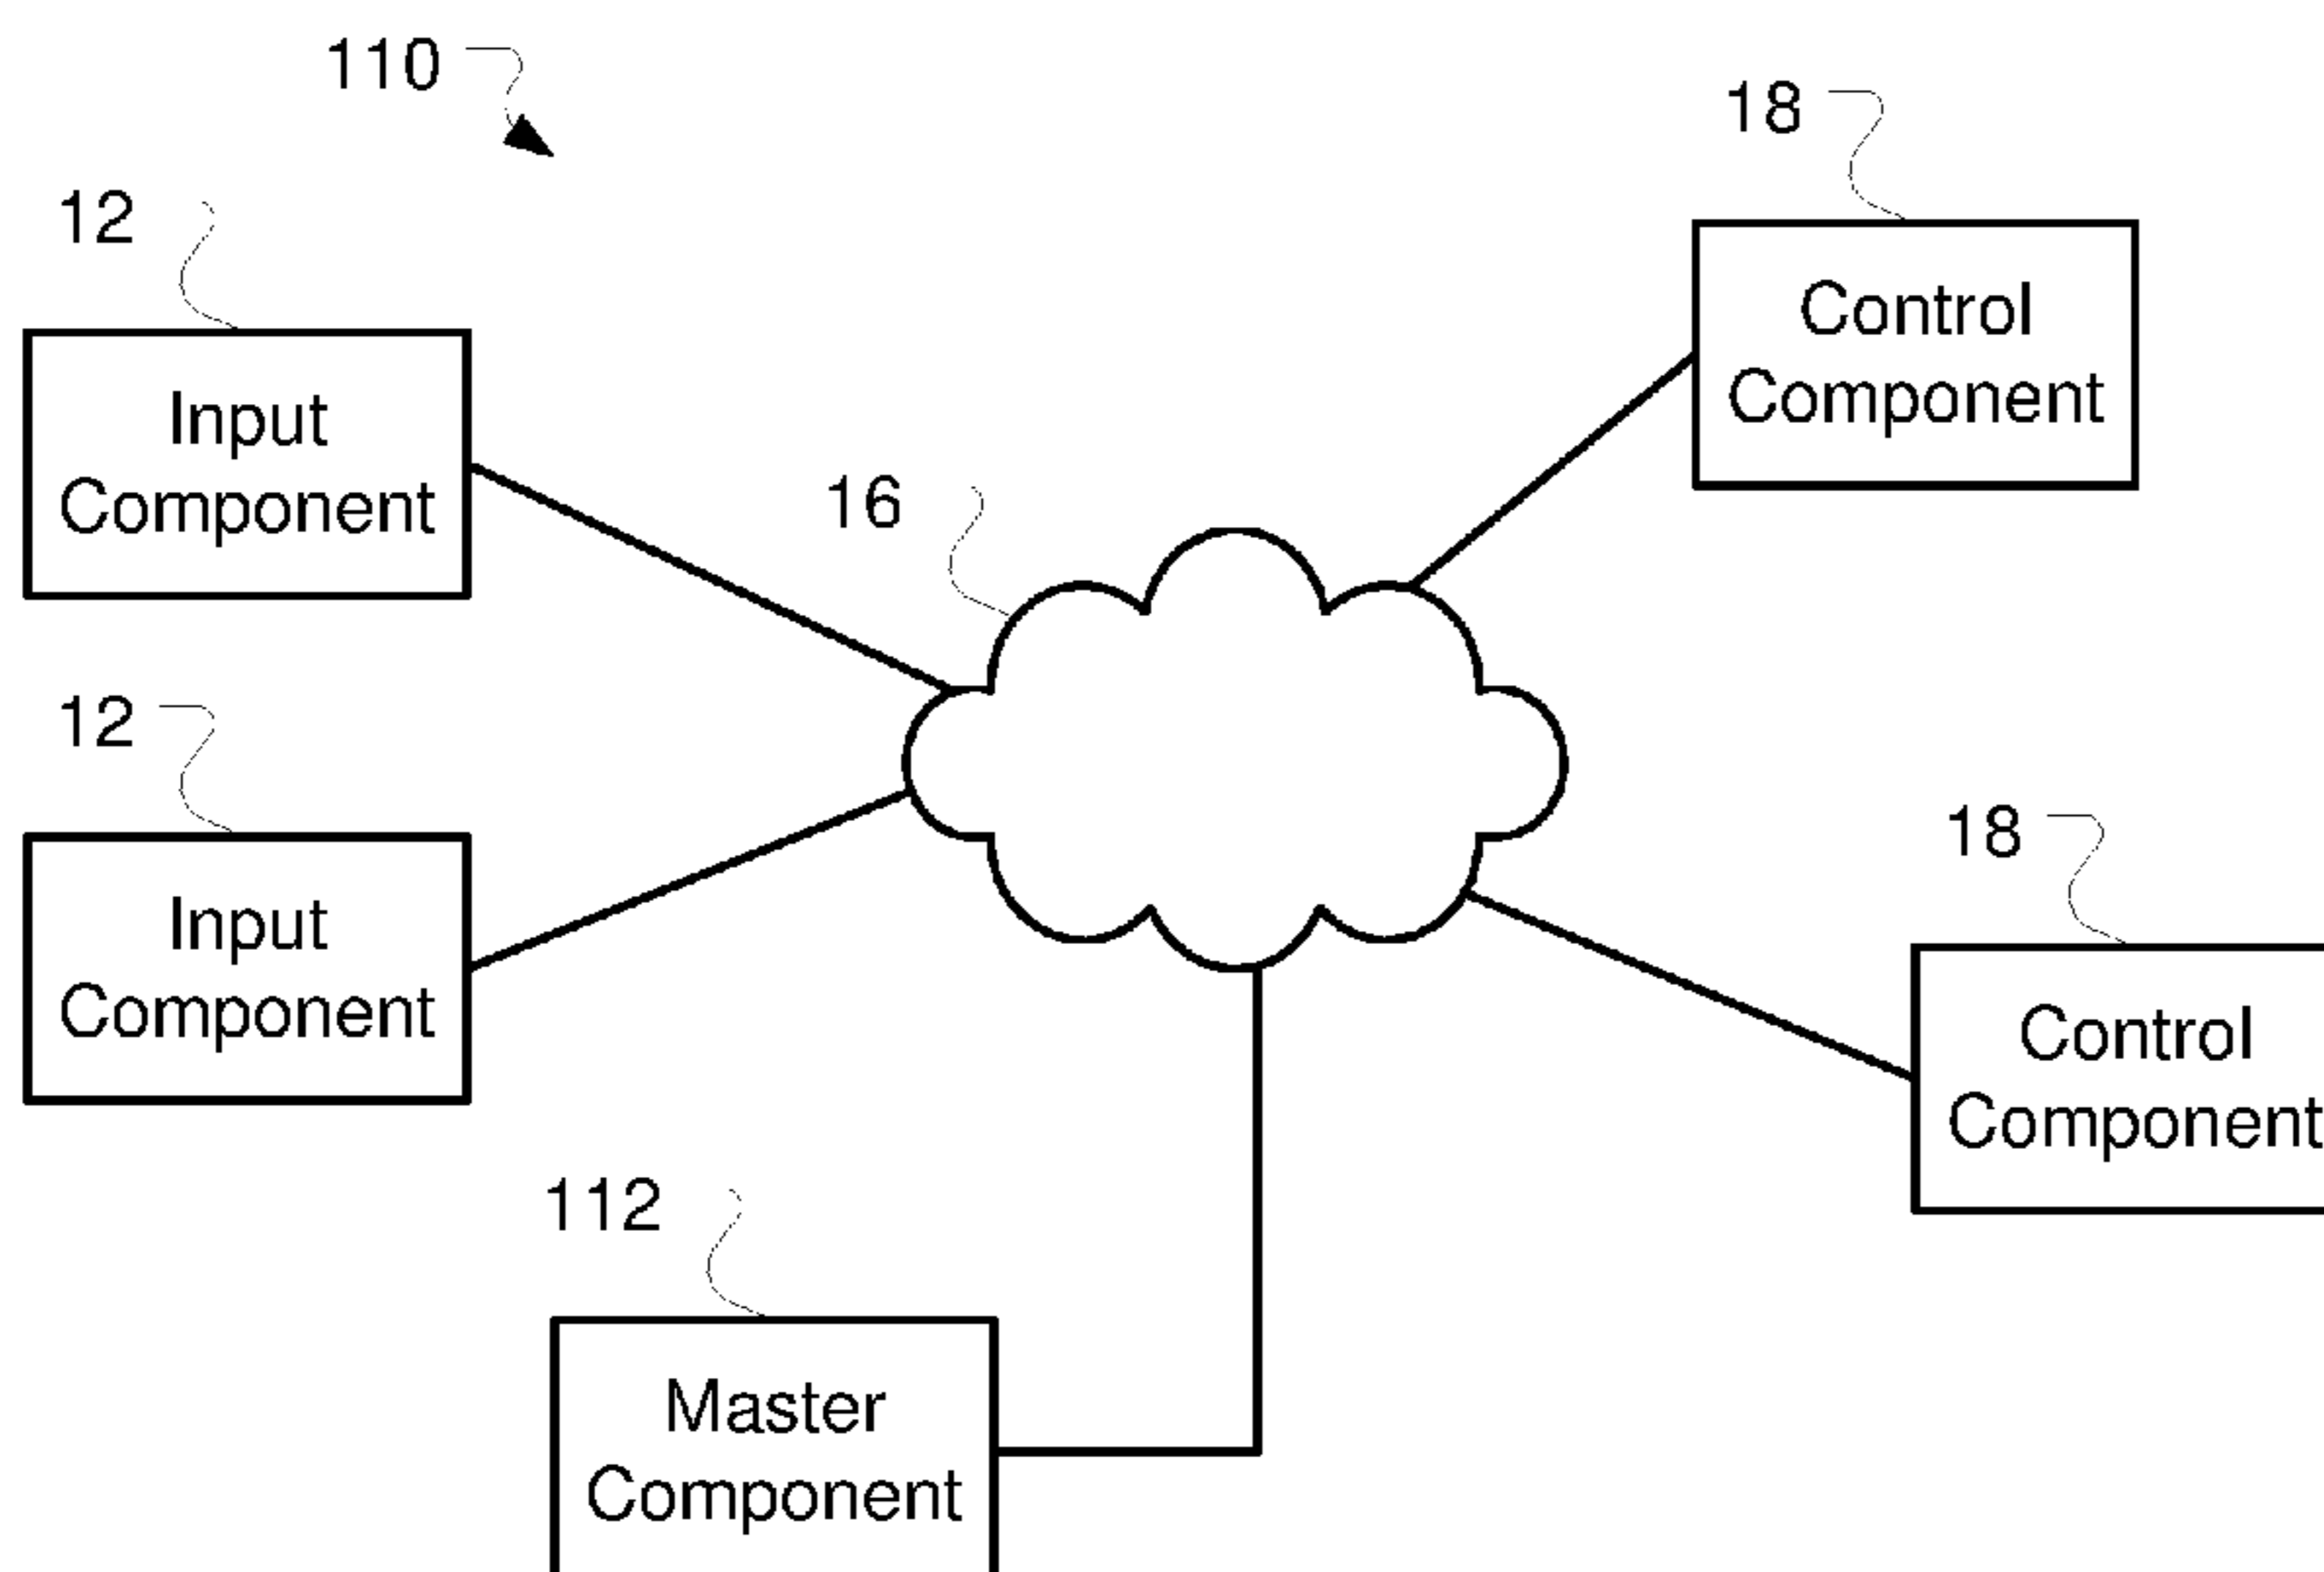 110
18
12
Control
Component
Input
Component
16
12
18
Input
Component
Control
Component
112
Master
Component